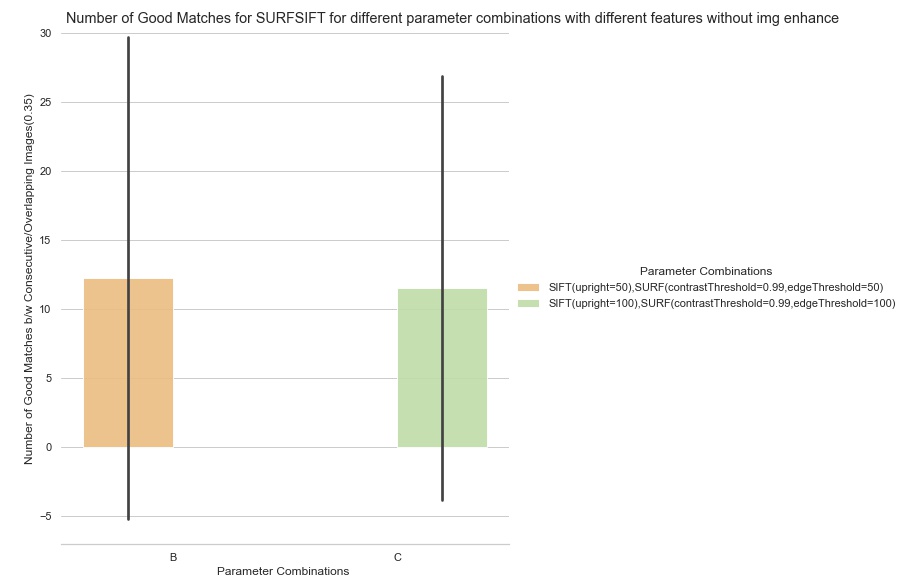 Number of Good Matches for SURFSIFT for different parameter combinations with different features without img enhance
30
25
20
15
10
5
0
−5
Number of Good Matches b/w Consecutive/Overlapping Images(0.35)
B
C
Parameter Combinations
Parameter Combinations
SIFT(upright=50),SURF(contrastThreshold=0.99,edgeThreshold=50)
SIFT(upright=100),SURF(contrastThreshold=0.99,edgeThreshold=100)